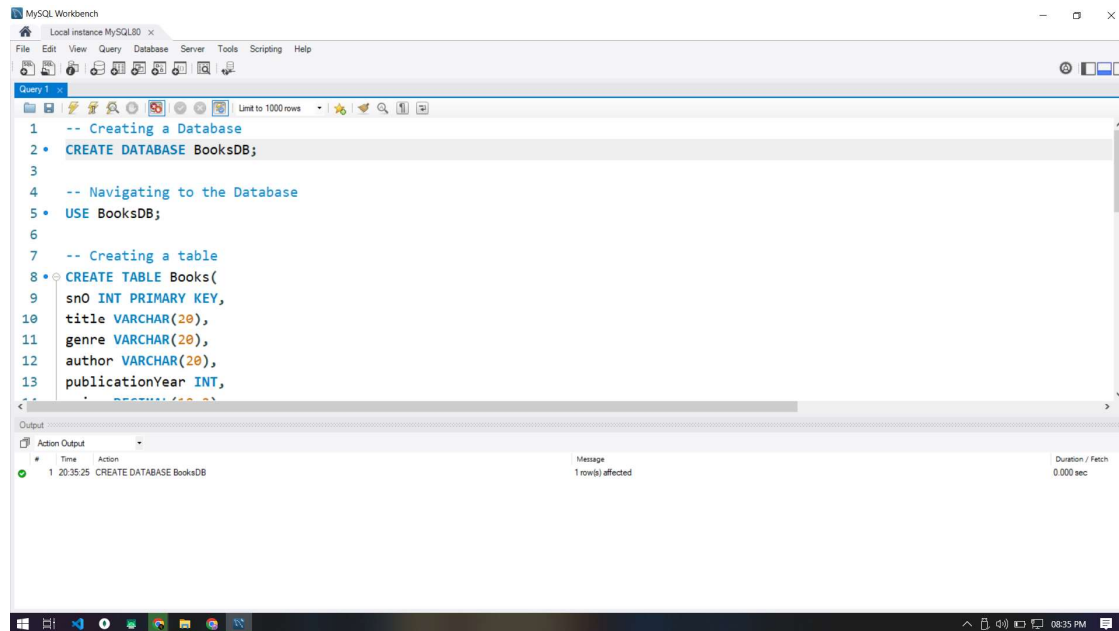 MySQL Workbench
Local instance MySQL80
File Edit View Query Database Server Tools Scripting Help
Query 1
Limit to 1000 rows
1 -- Creating a Database
2 CREATE DATABASE BooksDB;
3
4 -- Navigating to the Database
5 USE BooksDB;
6
7 -- Creating a table
8 CREATE TABLE Books(
9 snO INT PRIMARY KEY,
10 title VARCHAR(20),
11 genre VARCHAR(20),
12 author VARCHAR(20),
13 publicationYear INT,
Output
Action Output
# Time Action Message Duration / Fetch
1 20:35:25 CREATE DATABASE BooksDB 1 row(s) affected 0.000 sec
08:35 PM